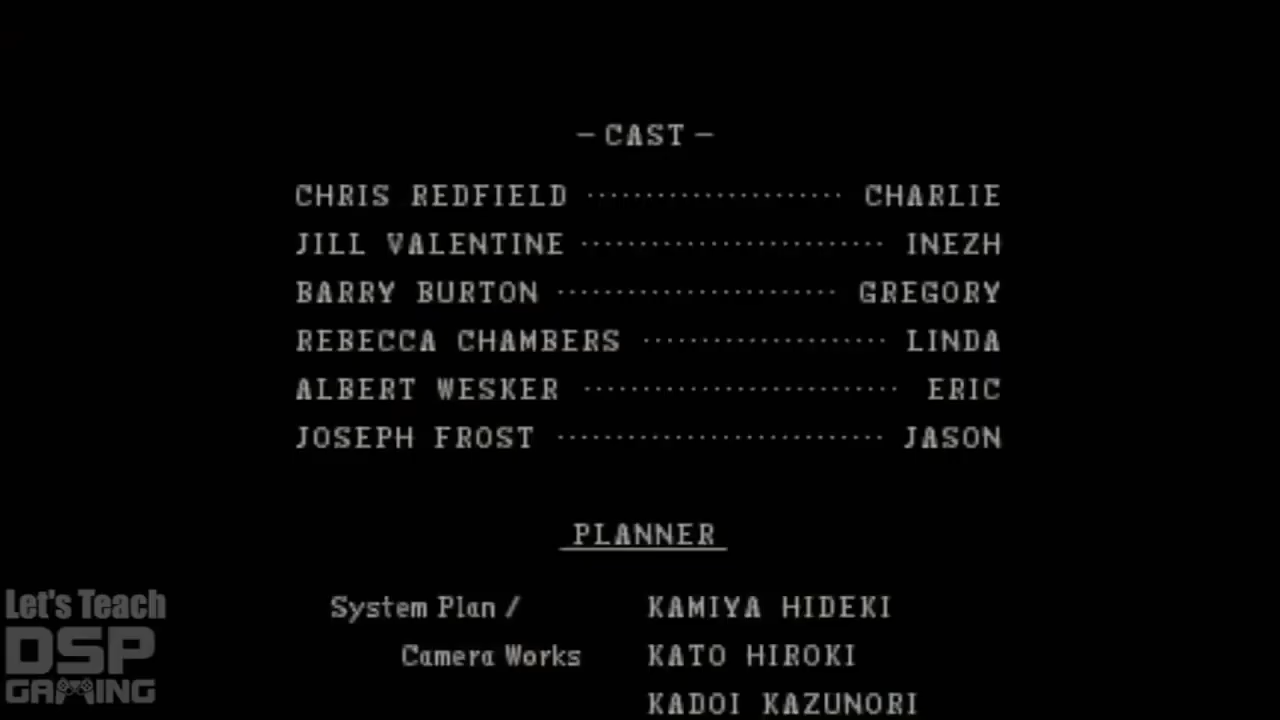 –CAST–
CHRIS REDFIELD ······················ CHARLIE
JILL VALENTINE ·························· INEZH
BARRY BURTON ························ GREGORY
REBECCA CHAMBERS ····················· LINDA
ALBERT WESKER ··························· ERIC
JOSEPH FROST ···························· JASON
PLANNER
System Plan / KAMIYA HIDEKI
Camera Works KATO HIROKI
KADOI KAZUNORI
Let's Teach
DSP
GAMING